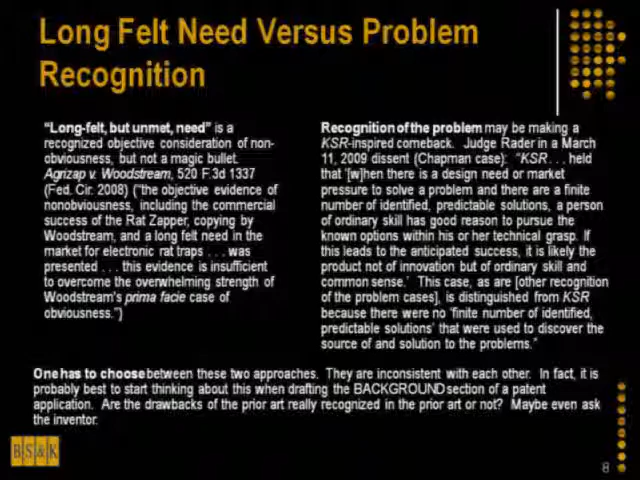 Long Felt Need Versus Problem
Recognition
"Long-felt, but unmet, need" is a
recognized objective consideration of non-
obviousness, but not a magic bullet.
Agrizap v. Woodstream, 520 F.3d 1337
(Fed. Cir. 2008) ("the objective evidence of
nonobviousness, including the commercial
success of the Rat Zapper, copying by
Woodstream, and a long felt need in the
market for electronic rat traps . . . was
presented . . . this evidence is insufficient
to overcome the overwhelming strength of
Woodstream's prima facie case of
obviousness.")
Recognition of the problem may be making a
KSR-inspired comeback. Judge Rader in a March
11, 2009 dissent (Chapman case): "KSR . . . held
that '[w]hen there is a design need or market
pressure to solve a problem and there are a finite
number of identified, predictable solutions, a person
of ordinary skill has good reason to pursue the
known options within his or her technical grasp. If
this leads to the anticipated success, it is likely the
product not of innovation but of ordinary skill and
common sense.' This case, as are [other recognition
of the problem cases], is distinguished from KSR
because there were no 'finite number of identified,
predictable solutions' that were used to discover the
source of and solution to the problems."
One has to choose between these two approaches. They are inconsistent with each other. In fact, it is
probably best to start thinking about this when drafting the BACKGROUND section of a patent
application. Are the drawbacks of the prior art really recognized in the prior art or not? Maybe even ask
the inventor.
BS&K
8